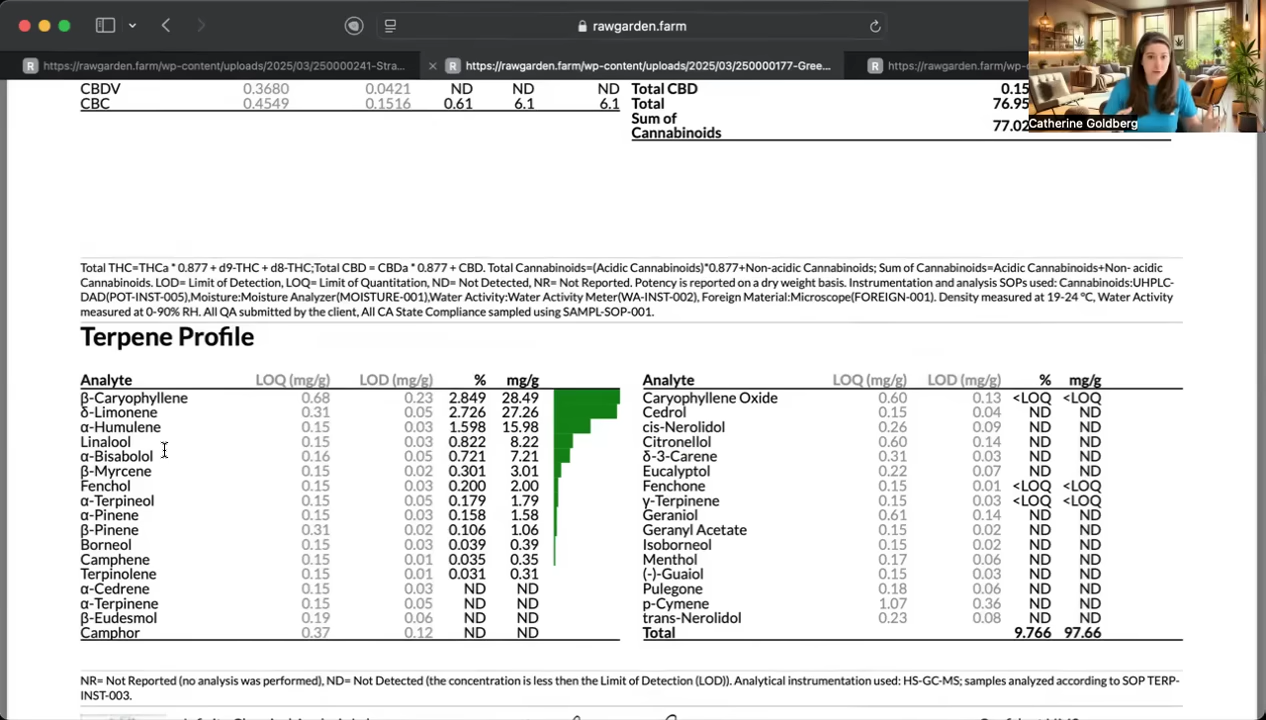 rawgarden.farm
R https://rawgarden.farm/wp-content/uploads/2025/03/250000241-Stra...
R https://rawgarden.farm/wp-content/uploads/2025/03/250000177-Gree...
R https://rawgarden.farm/wp-c
Catherine Goldberg
CBDV 0.3680 0.0421 ND ND ND
CBC 0.4549 0.1516 0.61 6.1 6.1
Total CBD 0.15
Total 76.95
Sum of 77.02
Cannabinoids
Total THC=THCa * 0.877 + d9-THC + d8-THC;Total CBD = CBDa * 0.877 + CBD. Total Cannabinoids=(Acidic Cannabinoids)*0.877+Non-acidic Cannabinoids; Sum of Cannabinoids=Acidic Cannabinoids+Non- acidic
Cannabinoids. LOD= Limit of Detection, LOQ= Limit of Quantitation, ND= Not Detected, NR= Not Reported. Potency is reported on a dry weight basis. Instrumentation and analysis SOPs used: Cannabinoids:UHPLC-
DAD(POT-INST-005),Moisture:Moisture Analyzer(MOISTURE-001),Water Activity:Water Activity Meter(WA-INST-002), Foreign Material:Microscope(FOREIGN-001). Density measured at 19-24 °C, Water Activity
measured at 0-90% RH. All QA submitted by the client, All CA State Compliance sampled using SAMPL-SOP-001.
Terpene Profile
Analyte LOQ (mg/g) LOD (mg/g) % mg/g
β-Caryophyllene 0.68 0.23 2.849 28.49
δ-Limonene 0.31 0.05 2.726 27.26
α-Humulene 0.15 0.03 1.598 15.98
Linalool 0.15 0.03 0.822 8.22
α-Bisabolol 0.16 0.05 0.721 7.21
β-Myrcene 0.15 0.02 0.301 3.01
Fenchol 0.15 0.03 0.200 2.00
α-Terpineol 0.15 0.05 0.179 1.79
α-Pinene 0.15 0.03 0.158 1.58
β-Pinene 0.31 0.02 0.106 1.06
Borneol 0.15 0.03 0.039 0.39
Camphene 0.15 0.01 0.035 0.35
Terpinolene 0.15 0.01 0.031 0.31
α-Cedrene 0.15 0.03 ND ND
α-Terpinene 0.15 0.05 ND ND
β-Eudesmol 0.19 0.06 ND ND
Camphor 0.37 0.12 ND ND
Analyte LOQ (mg/g) LOD (mg/g) % mg/g
Caryophyllene Oxide 0.60 0.13 <LOQ <LOQ
Cedrol 0.15 0.04 ND ND
cis-Nerolidol 0.26 0.09 ND ND
Citronellol 0.60 0.14 ND ND
δ-3-Carene 0.31 0.03 ND ND
Eucalyptol 0.22 0.07 ND ND
Fenchone 0.15 0.01 <LOQ <LOQ
γ-Terpinene 0.15 0.03 <LOQ <LOQ
Geraniol 0.61 0.14 ND ND
Geranyl Acetate 0.15 0.02 ND ND
Isoborneol 0.15 0.02 ND ND
Menthol 0.17 0.06 ND ND
(-)-Guaiol 0.15 0.03 ND ND
Pulegone 0.18 0.06 ND ND
p-Cymene 1.07 0.36 ND ND
trans-Nerolidol 0.23 0.08 ND ND
Total 9.766 97.66
NR= Not Reported (no analysis was performed), ND= Not Detected (the concentration is less then the Limit of Detection (LOD)). Analytical instrumentation used: HS-GC-MS; samples analyzed according to SOP TERP-
INST-003.